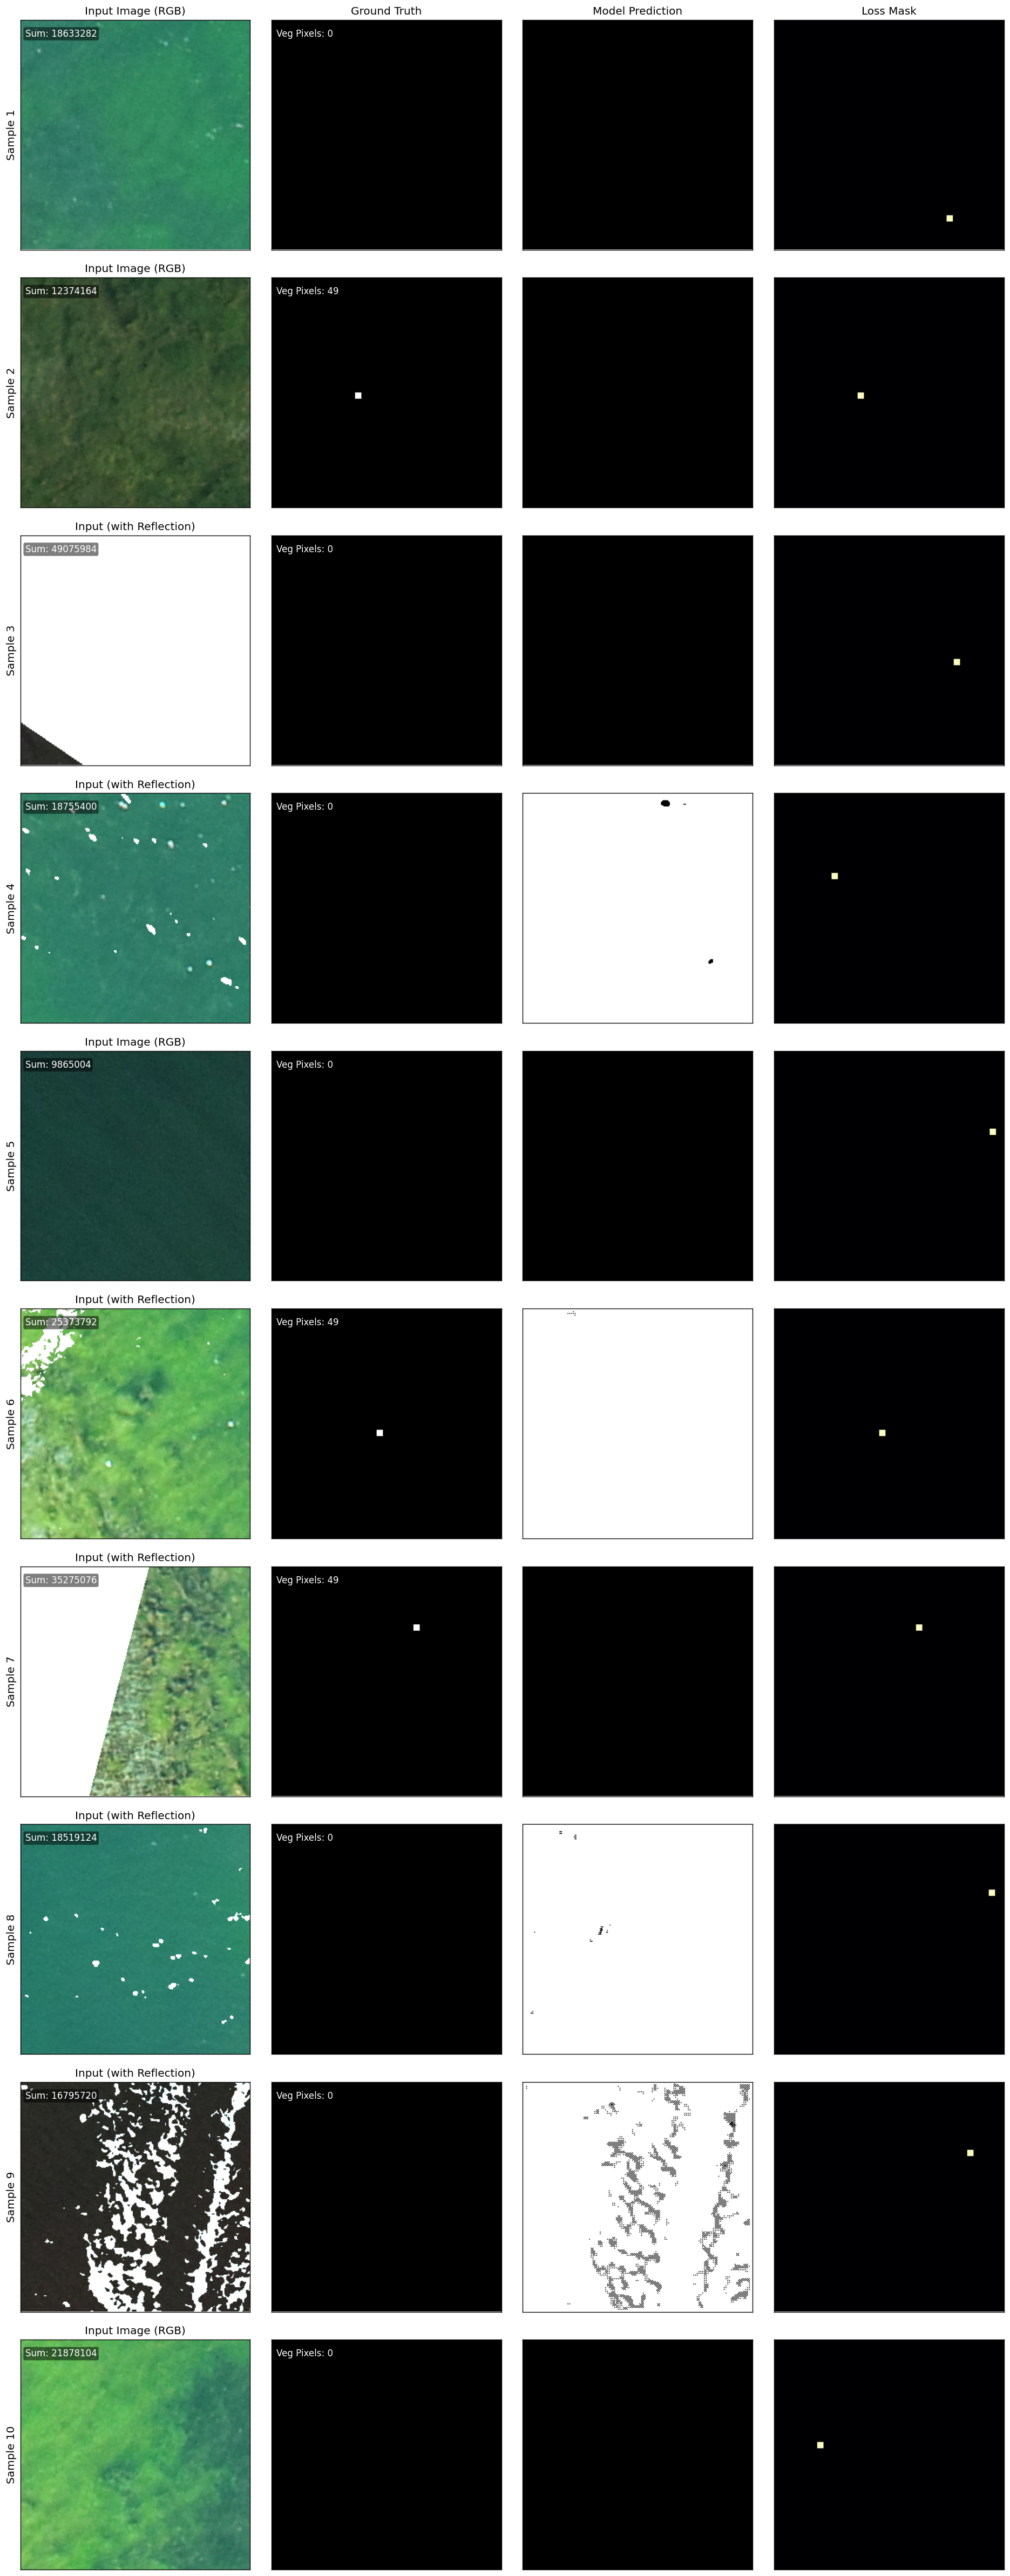 Input Image (RGB) Ground Truth Model Prediction Loss Mask
Sum: 18633282 Veg Pixels: 0
Sample 1
Input Image (RGB)
Sum: 12374164 Veg Pixels: 49
Sample 2
Input (with Reflection)
Sum: 49075984 Veg Pixels: 0
Sample 3
Input (with Reflection)
Sum: 18755400 Veg Pixels: 0
Sample 4
Input Image (RGB)
Sum: 9865004 Veg Pixels: 0
Sample 5
Input (with Reflection)
Sum: 25373792 Veg Pixels: 49
Sample 6
Input (with Reflection)
Sum: 35275076 Veg Pixels: 49
Sample 7
Input (with Reflection)
Sum: 18519124 Veg Pixels: 0
Sample 8
Input (with Reflection)
Sum: 16795720 Veg Pixels: 0
Sample 9
Input Image (RGB)
Sum: 21878104 Veg Pixels: 0
Sample 10